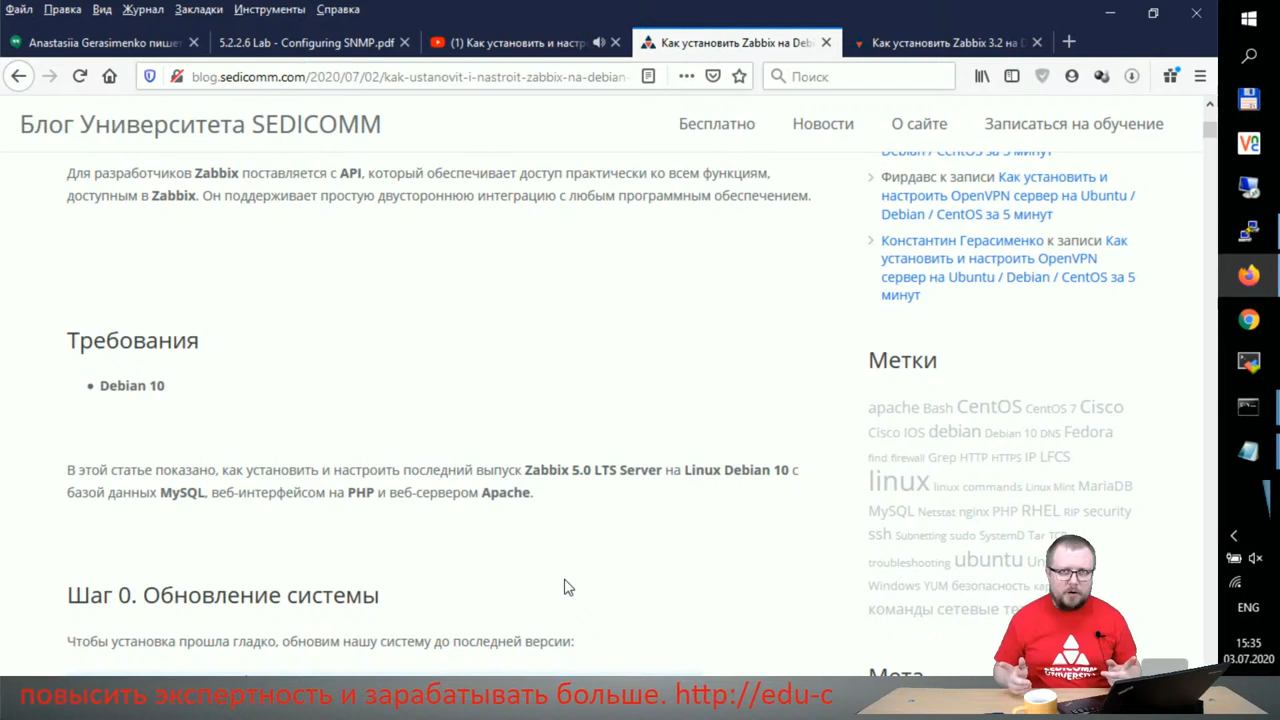 Файл Правка Вид Журнал Закладки Инструменты Справка
Anastasiia Gerasimenko пишет
5.2.2.6 Lab - Configuring SNMP.pdf
(1) Как установить и настр
Как установить Zabbix на Deb
Как установить Zabbix 3.2 на
blog.sedicomm.com/2020/07/02/kak-ustanovit-i-nastroit-zabbix-na-debian-
Поиск
Блог Университета SEDICOMM
Бесплатно Новости О сайте Записаться на обучение
Для разработчиков Zabbix поставляется с API, который обеспечивает доступ практически ко всем функциям,
доступным в Zabbix. Он поддерживает простую двустороннюю интеграцию с любым программным обеспечением.
Требования
Debian 10
В этой статье показано, как установить и настроить последний выпуск Zabbix 5.0 LTS Server на Linux Debian 10 с
базой данных MySQL, веб-интерфейсом на PHP и веб-сервером Apache.
Шаг 0. Обновление системы
Чтобы установка прошла гладко, обновим нашу систему до последней версии:
Debian / CentOS за 5 минут
Фирдавс к записи Как
установить и
настроить OpenVPN
сервер на Ubuntu /
Debian / CentOS за 5
минут
Константин Герасименко к записи Как
установить и настроить OpenVPN
сервер на Ubuntu / Debian / CentOS за 5
минут
Метки
apache Bash CentOS CentOS 7 Cisco
Cisco IOS debian Debian 10 DNS Fedora
find firewall Grep HTTP HTTPS IP LFCS
linux linux commands Linux Mint MariaDB
MySQL Netstat nginx PHP RHEL RIP security
ssh Subnetting sudo SystemD Tar
troubleshooting ubuntu
Windows YUM безопасность
команды сетевые
Мета
SEDICOMM
UNIVERSITY
ENG
15:35
03.07.2020
повысить экспертность и зарабатывать больше. http://edu-c